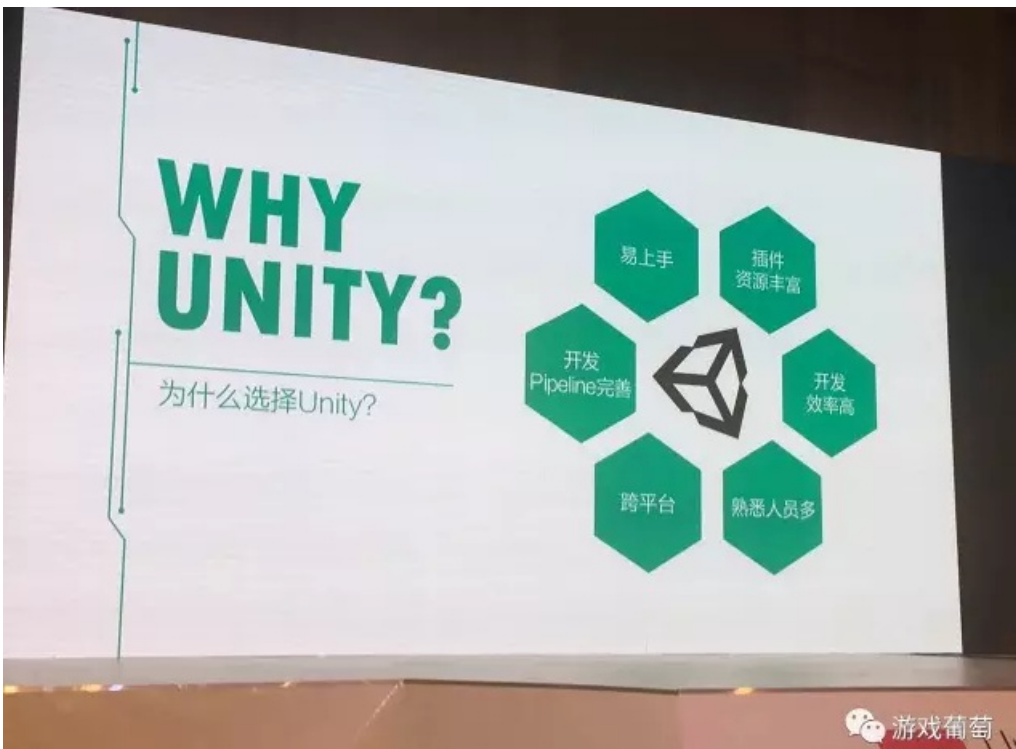 WHY
UNITY?
为什么选择Unity?
易上手
插件
资源丰富
开发
Pipeline完善
开发
效率高
跨平台
熟悉人员多
游戏葡萄